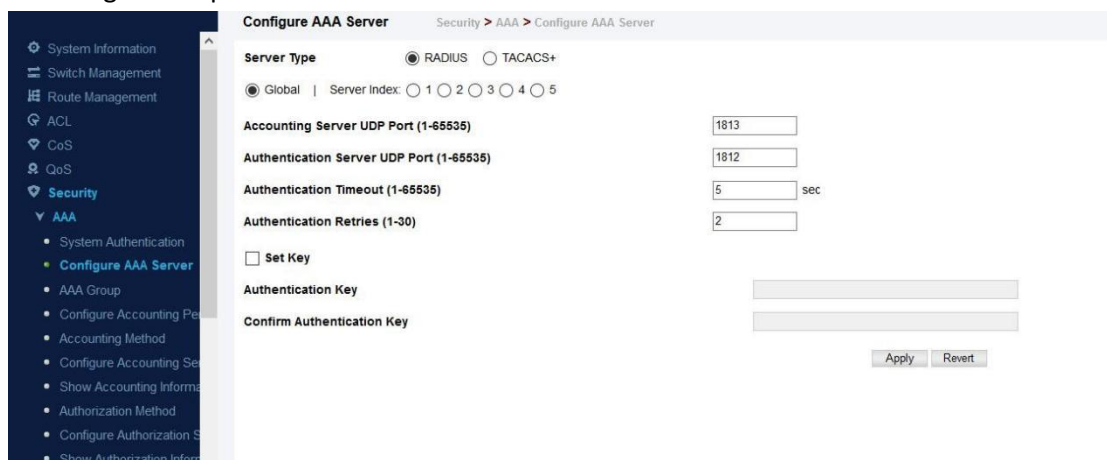 Configure AAA Server Security > AAA > Configure AAA Server
System Information
Switch Management
Route Management
ACL
CoS
QoS
Security
AAA
System Authentication
Configure AAA Server
AAA Group
Configure Accounting Pe
Accounting Method
Configure Accounting Se
Show Accounting Informa
Authorization Method
Configure Authorization S
Show Authorization Inform
Server Type RADIUS TACACS+
Global | Server Index: 1 2 3 4 5
Accounting Server UDP Port (1-65535) 1813
Authentication Server UDP Port (1-65535) 1812
Authentication Timeout (1-65535) 5 sec
Authentication Retries (1-30) 2
Set Key
Authentication Key
Confirm Authentication Key
Apply Revert